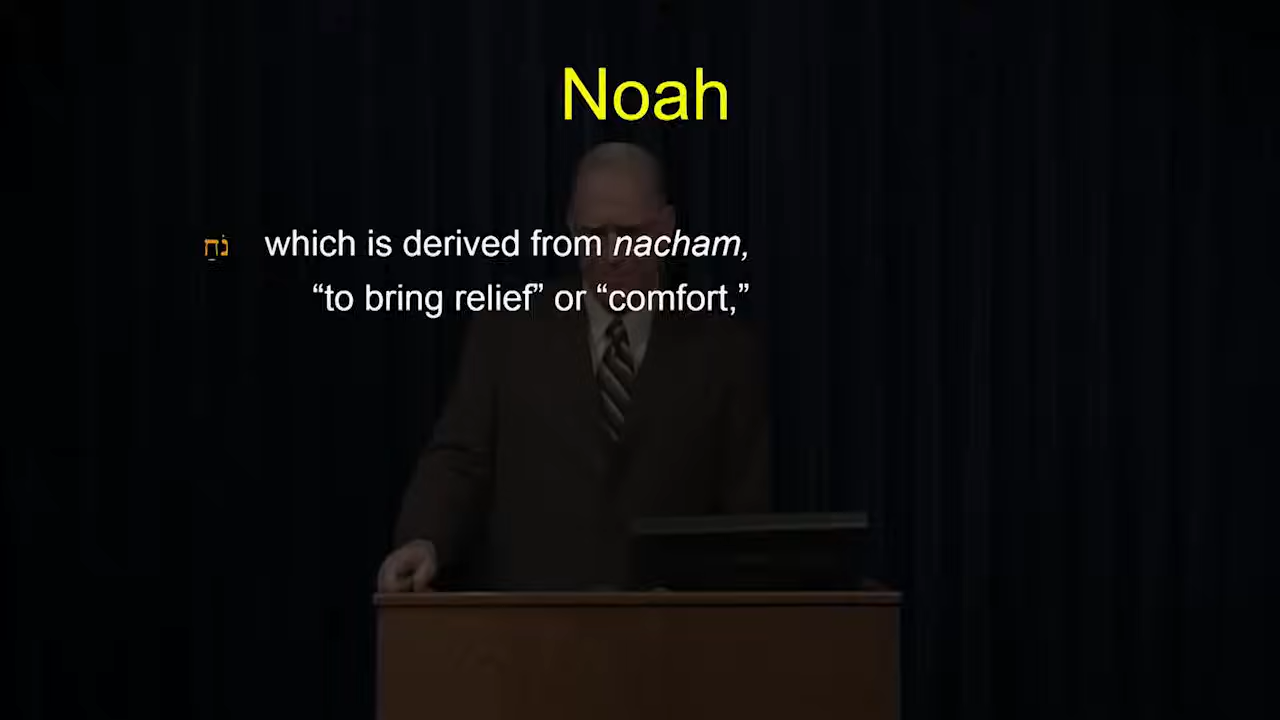 Noah
נֹחַ which is derived from nacham,
“to bring relief” or “comfort,”